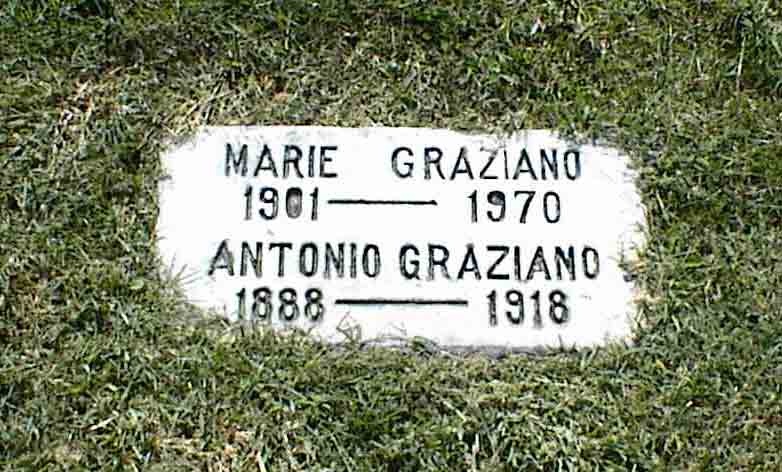 MARIE GRAZIANO
1901 — 1970
ANTONIO GRAZIANO
1888 — 1918